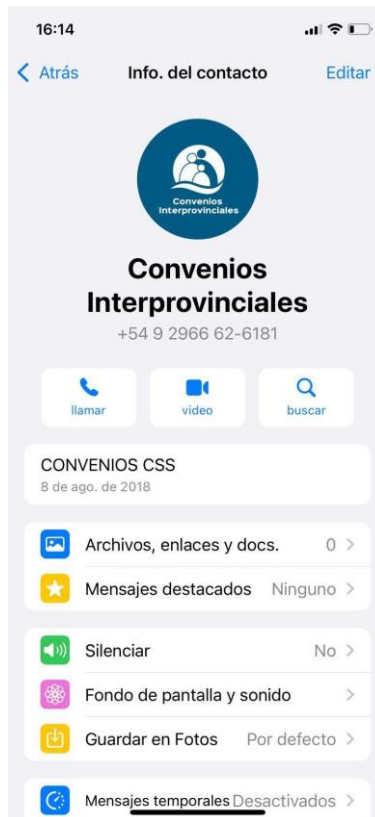 16:14
Atrás Info. del contacto Editar
Convenios
Interprovinciales
Convenios
Interprovinciales
+54 9 2966 62-6181
llamar video buscar
CONVENIOS CSS
8 de ago. de 2018
Archivos, enlaces y docs. 0
Mensajes destacados Ninguno
Silenciar No
Fondo de pantalla y sonido
Guardar en Fotos Por defecto
Mensajes temporales Desactivados